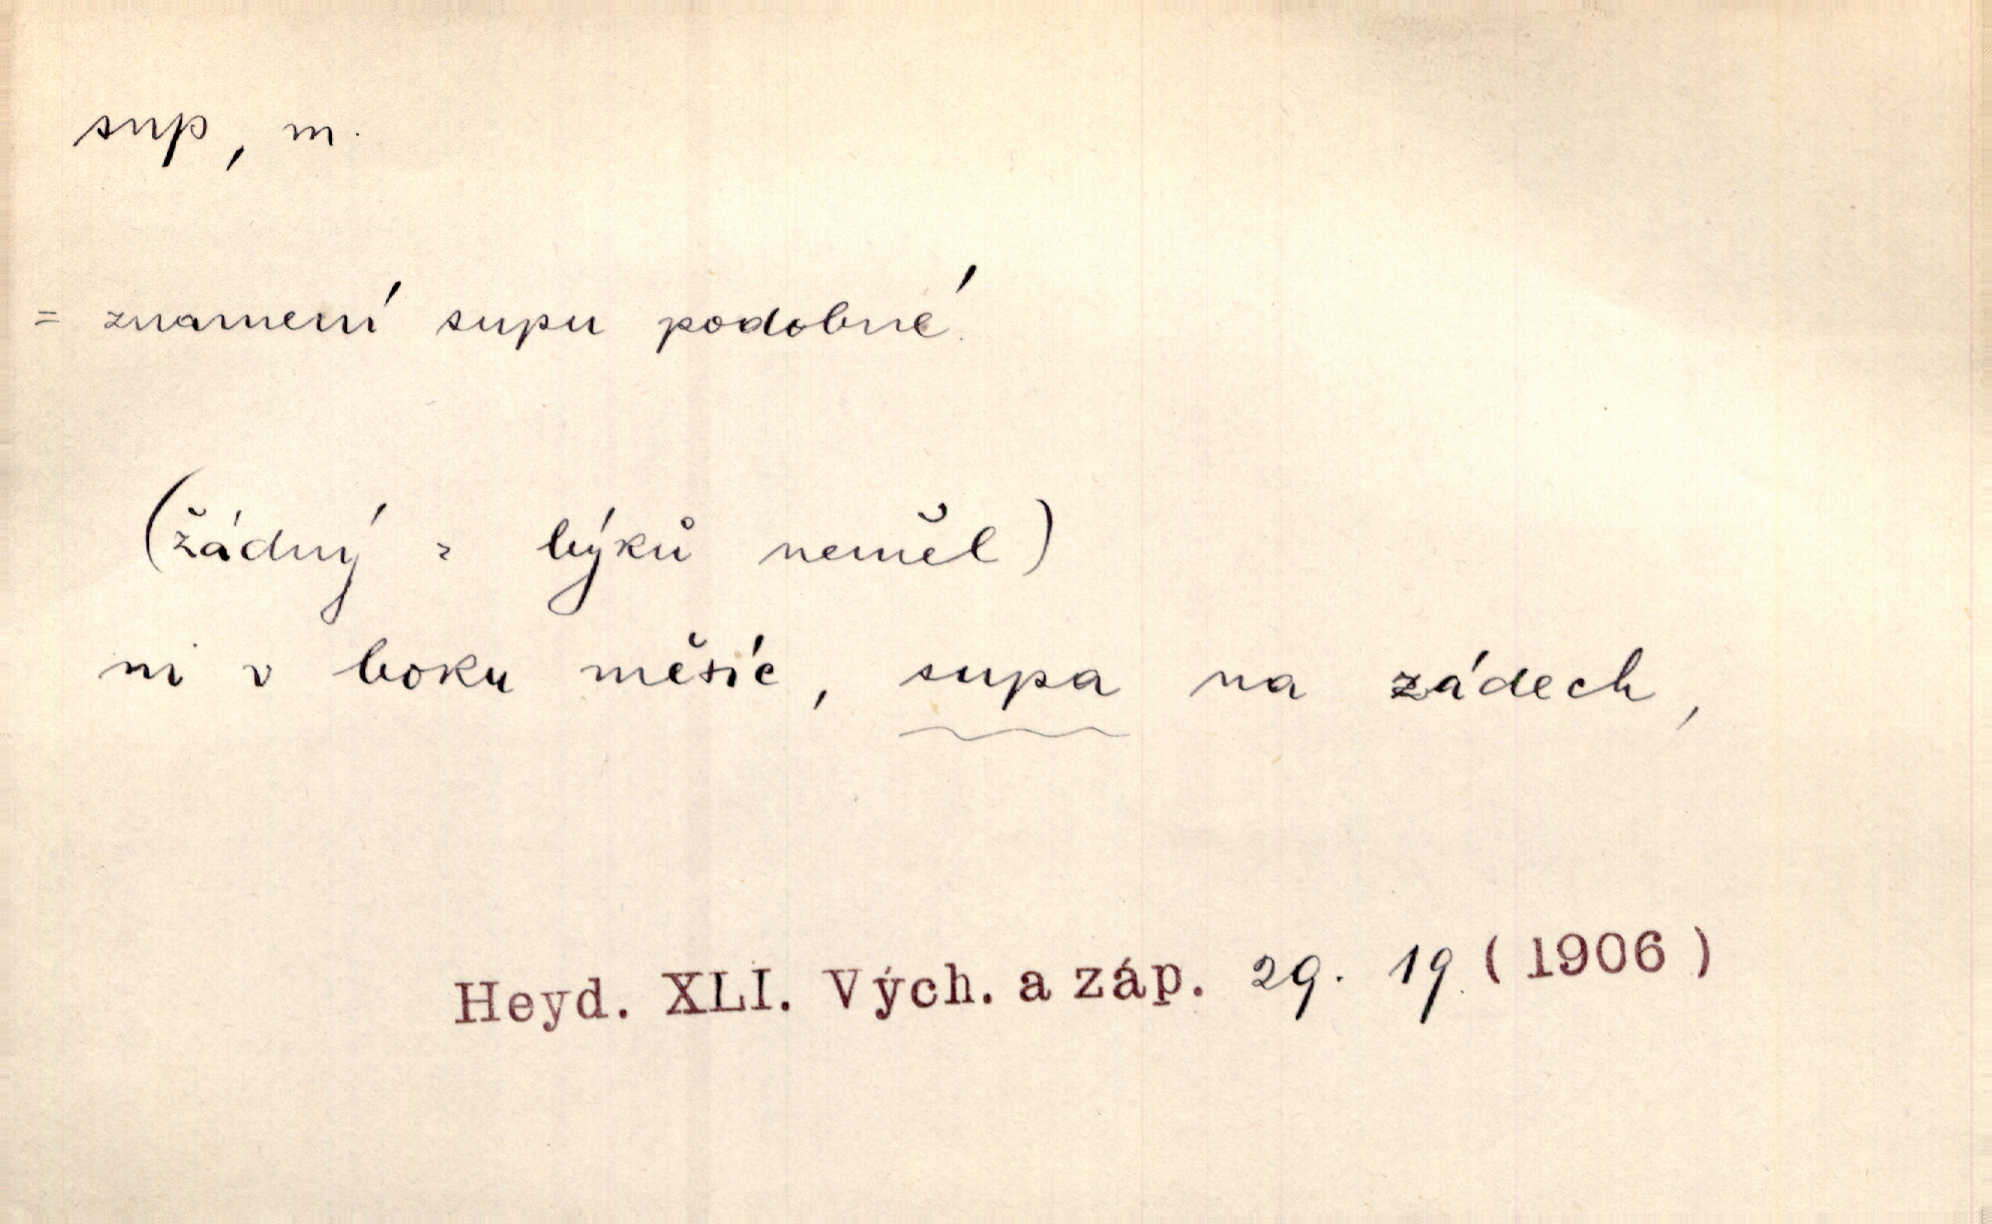 sup, m.
= znamení supu podobné.
(žádný z býků neměl)
ni v boku měsíc, supa na zádech,
Heyd. XLI. Vých. a záp. 29. 19. (1906)